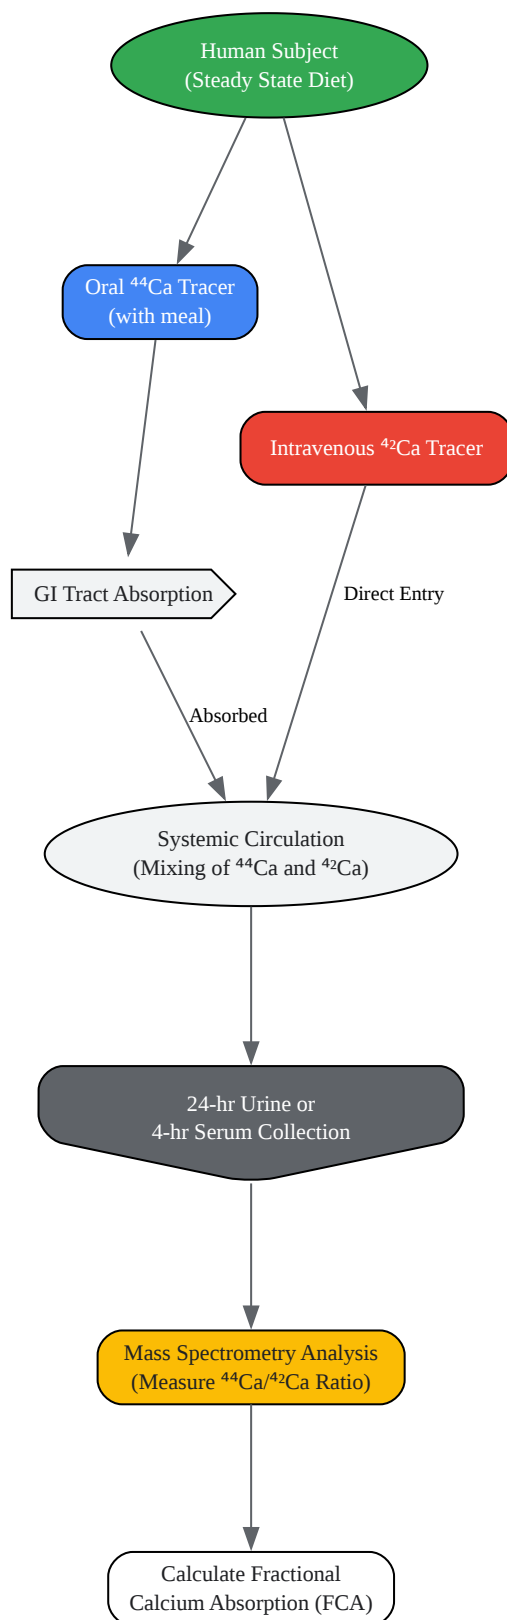 Human Subject
(Steady State Diet)
Oral ⁴⁴Ca Tracer
(with meal)
Intravenous ⁴²Ca Tracer
GI Tract Absorption
Direct Entry
Absorbed
Systemic Circulation
(Mixing of ⁴⁴Ca and ⁴²Ca)
24-hr Urine or
4-hr Serum Collection
Mass Spectrometry Analysis
(Measure ⁴⁴Ca/⁴²Ca Ratio)
Calculate Fractional
Calcium Absorption (FCA)